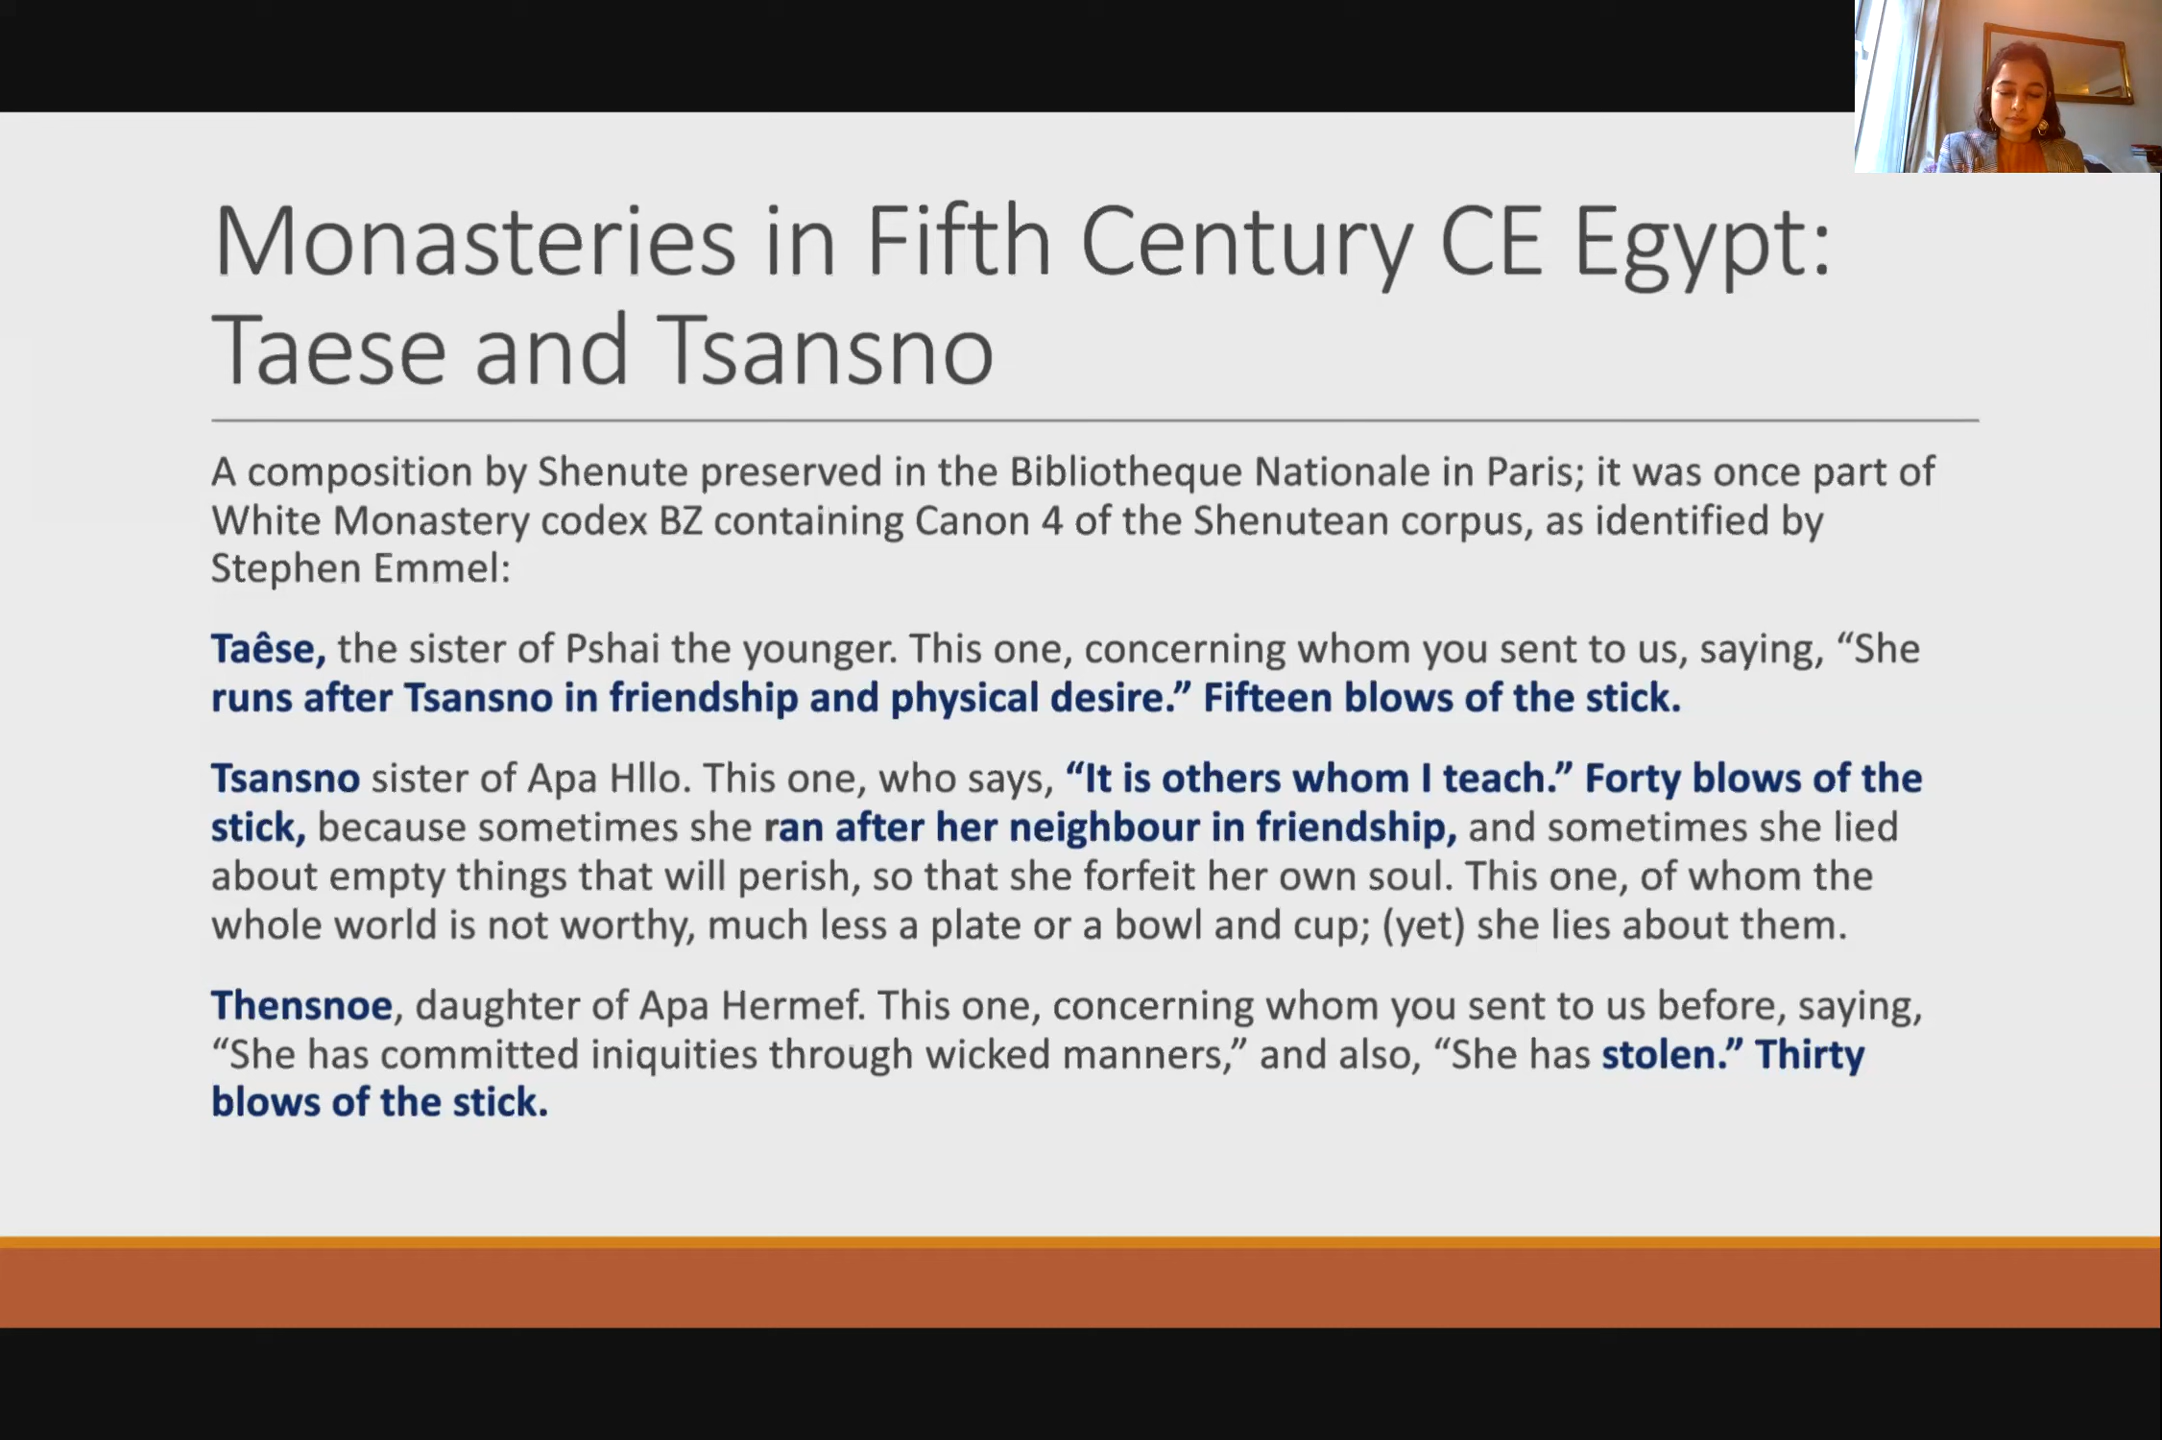 Monasteries in Fifth Century CE Egypt:
Taese and Tsansno
A composition by Shenute preserved in the Bibliotheque Nationale in Paris; it was once part of
White Monastery codex BZ containing Canon 4 of the Shenutean corpus, as identified by
Stephen Emmel:
Taêse, the sister of Pshai the younger. This one, concerning whom you sent to us, saying, “She
runs after Tsansno in friendship and physical desire.” Fifteen blows of the stick.
Tsansno sister of Apa Hllo. This one, who says, “It is others whom I teach.” Forty blows of the
stick, because sometimes she ran after her neighbour in friendship, and sometimes she lied
about empty things that will perish, so that she forfeit her own soul. This one, of whom the
whole world is not worthy, much less a plate or a bowl and cup; (yet) she lies about them.
Thensnoe, daughter of Apa Hermef. This one, concerning whom you sent to us before, saying,
“She has committed iniquities through wicked manners,” and also, “She has stolen.” Thirty
blows of the stick.